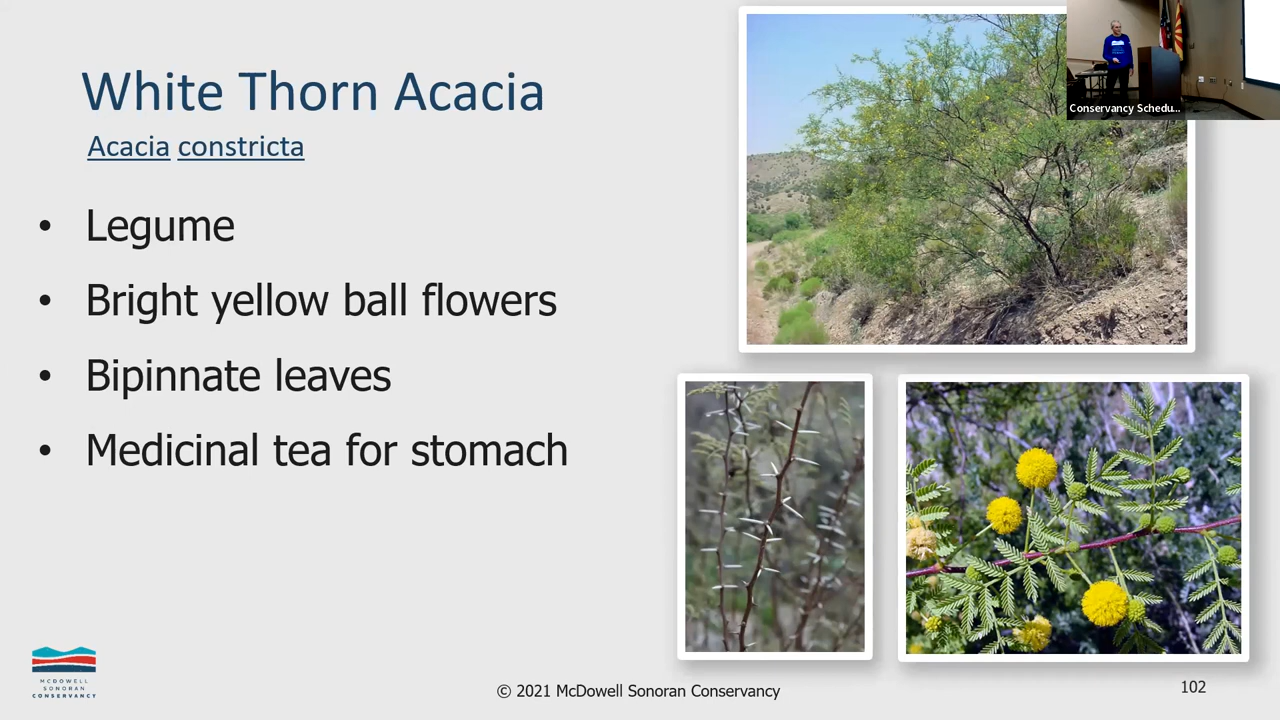 White Thorn Acacia
Acacia constricta
• Legume
• Bright yellow ball flowers
• Bipinnate leaves
• Medicinal tea for stomach
Conservancy Schedu...
MCDOWELL
SONORAN
CONSERVANCY
© 2021 McDowell Sonoran Conservancy
102